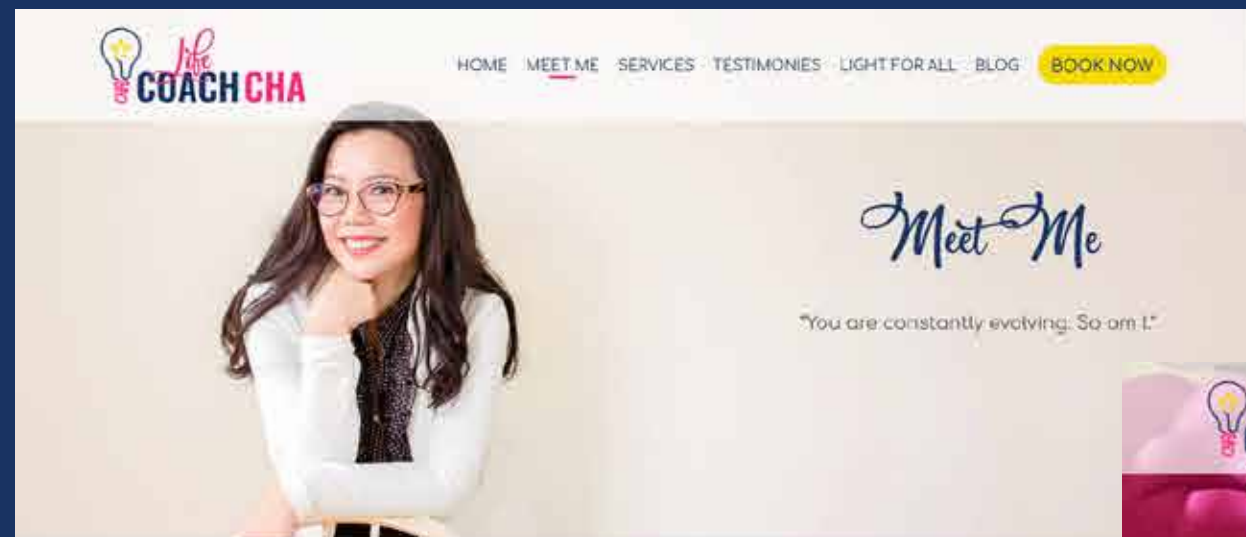 Life
COACH CHA
HOME MEET ME SERVICES TESTIMONIES LIGHT FOR ALL BLOG BOOK NOW
Meet Me
"You are constantly evolving. So am I."